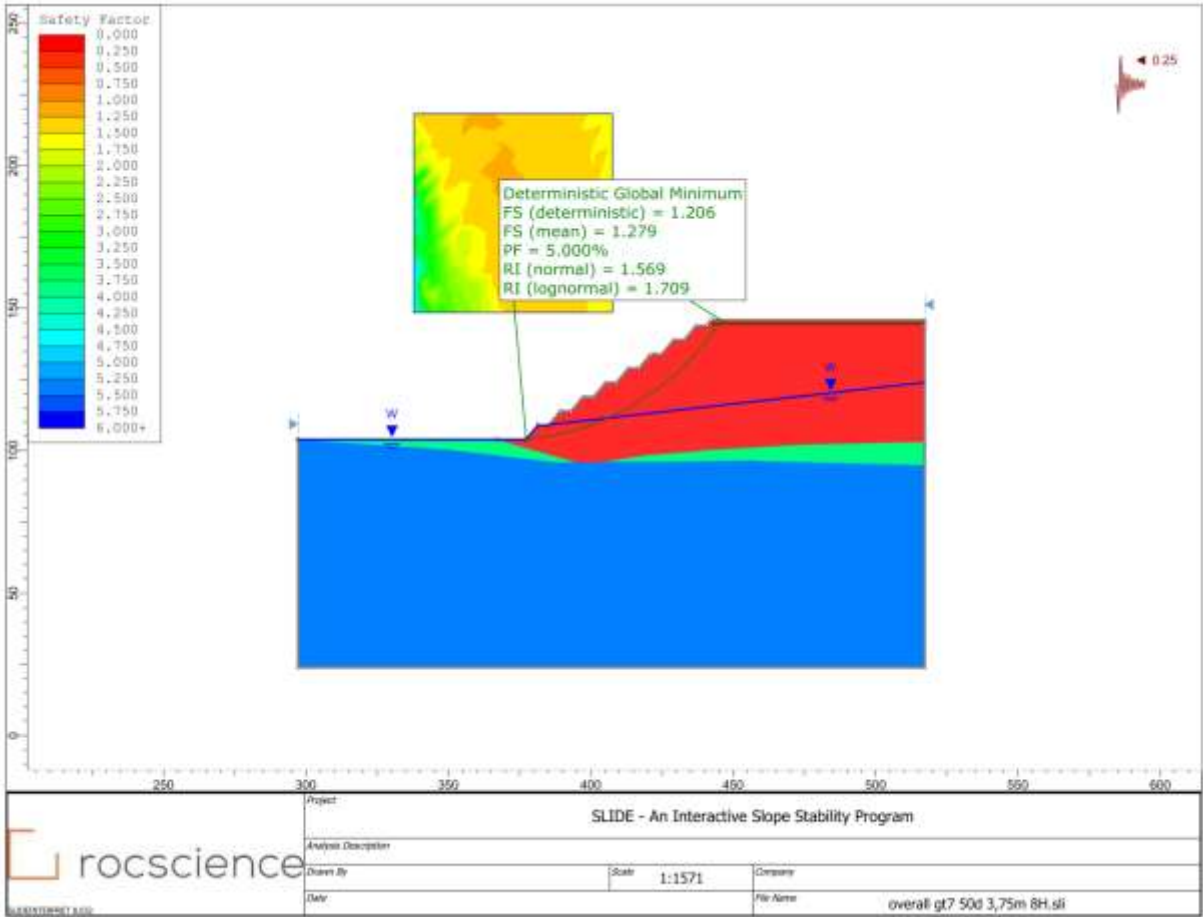 Safety Factor
0.000
0.250
0.500
0.750
1.000
1.250
1.500
1.750
2.000
2.250
2.500
2.750
3.000
3.250
3.500
3.750
4.000
4.250
4.500
4.750
5.000
5.250
5.500
5.750
6.000+
0.25
Deterministic Global Minimum
FS (deterministic) = 1.206
FS (mean) = 1.279
PF = 5.000%
RI (normal) = 1.569
RI (lognormal) = 1.709
W
W
250
200
150
100
50
0
250 300 350 400 450 500 550 600
Project
SLIDE - An Interactive Slope Stability Program
Analysis Description
Drawn By
Scale
1:1571
Company
Date
File Name
overall gt7 50d 3,75m 8H.sli
rocscience